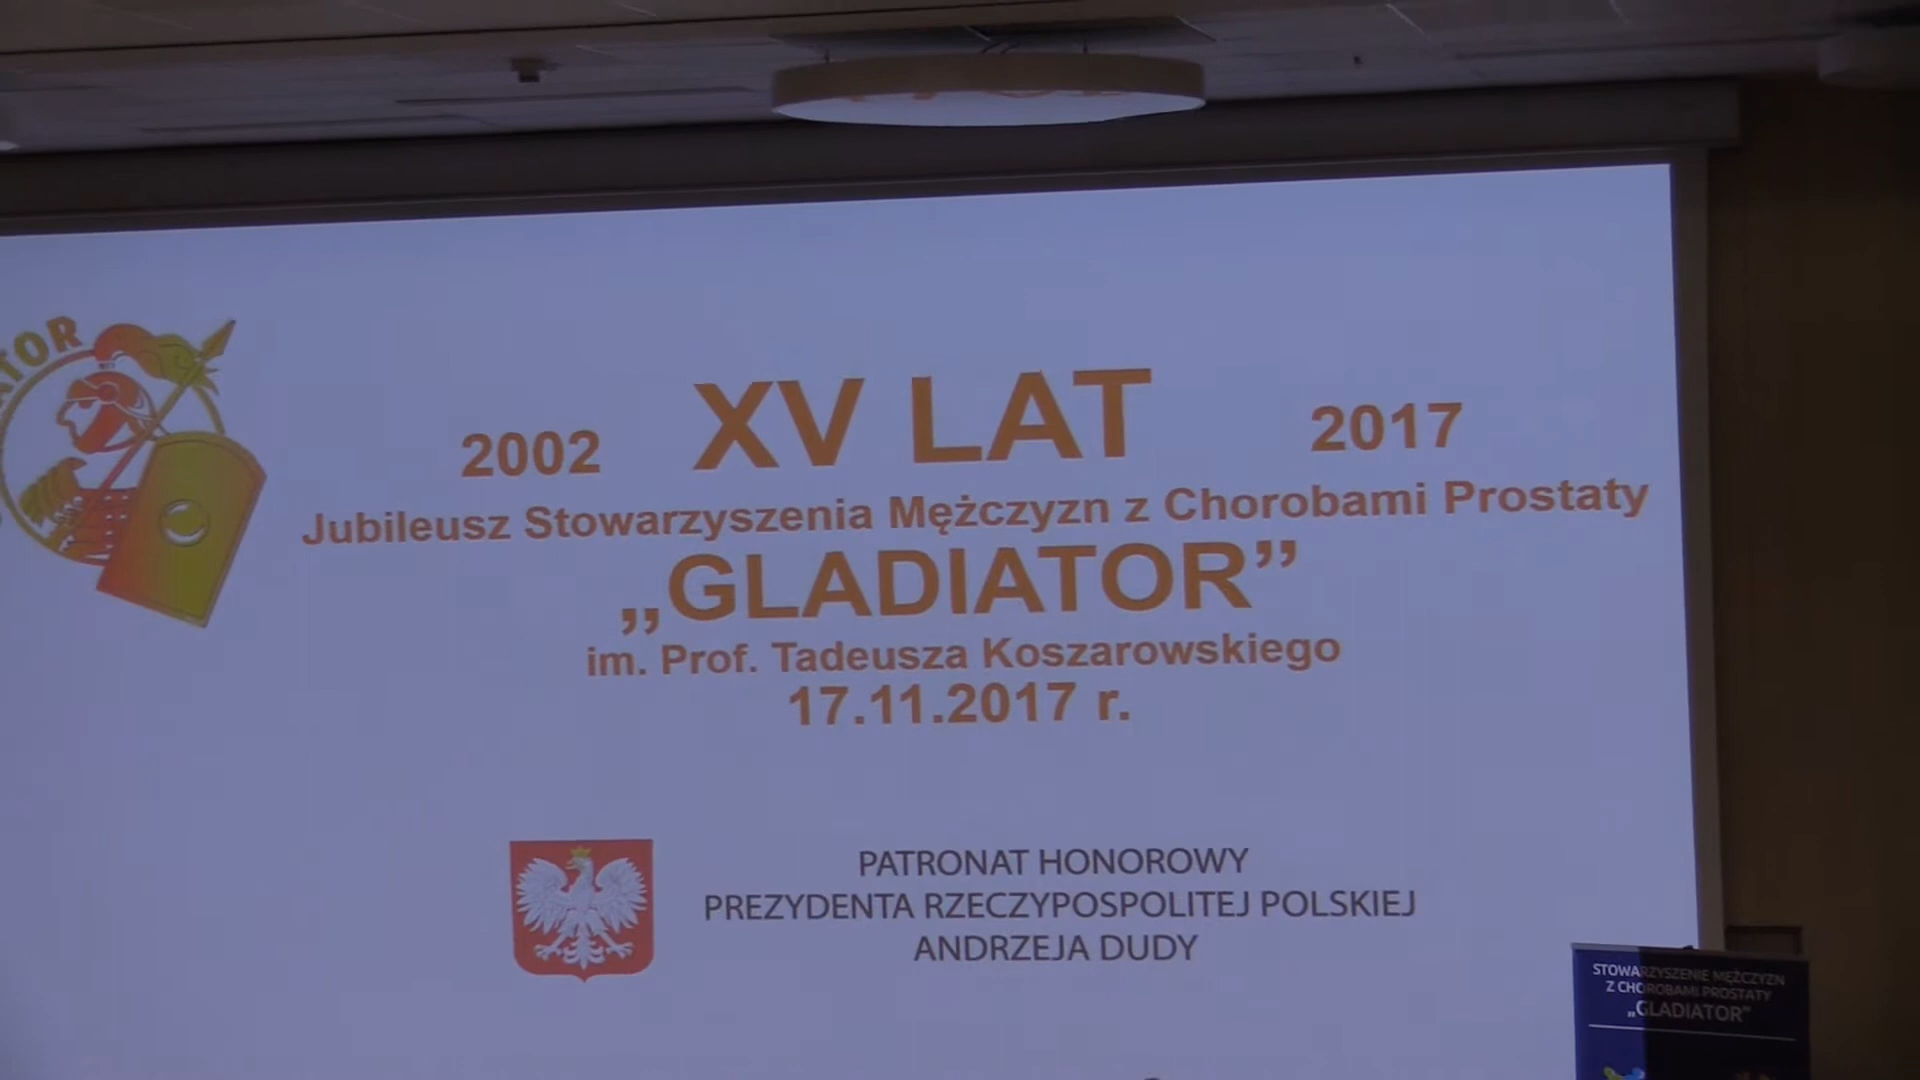 2002 XV LAT 2017
Jubileusz Stowarzyszenia Mężczyzn z Chorobami Prostaty
„GLADIATOR”
im. Prof. Tadeusza Koszarowskiego
17.11.2017 r.
PATRONAT HONOROWY
PREZYDENTA RZECZYPOSPOLITEJ POLSKIEJ
ANDRZEJA DUDY
STOWARZYSZENIE MĘŻCZYZN
Z CHOROBAMI PROSTATY
„GLADIATOR”